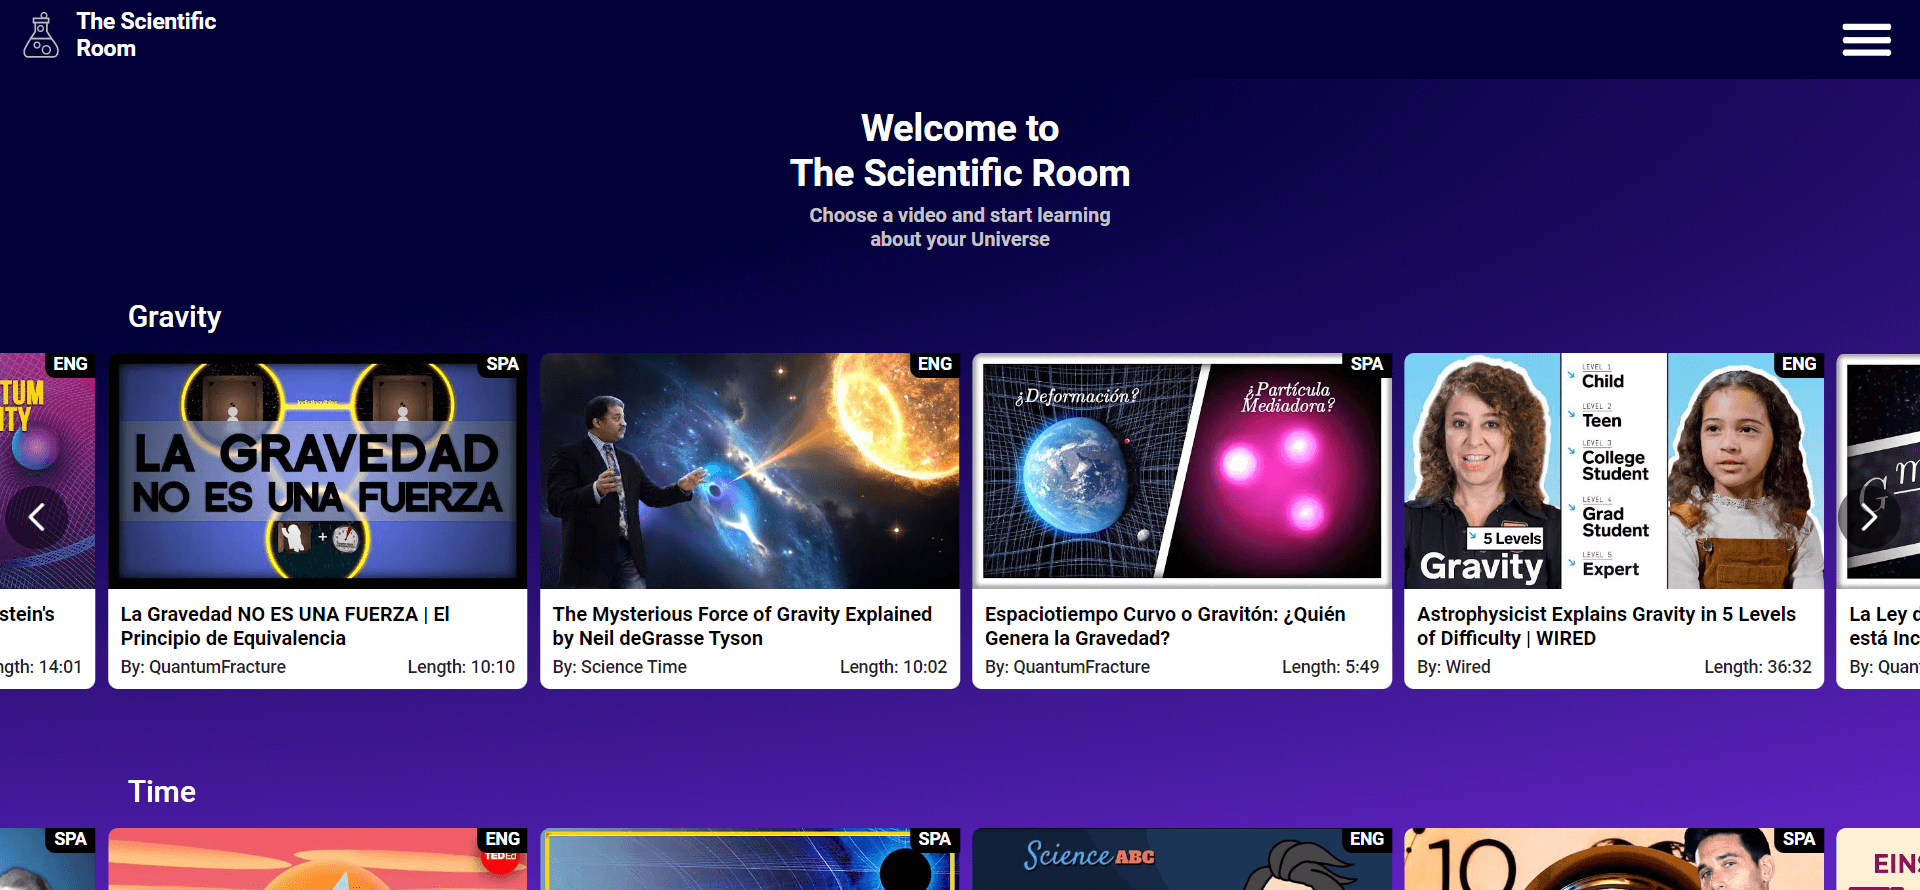 The Scientific
Room
Welcome to
The Scientific Room
Choose a video and start learning
about your Universe
Gravity
ENG
TUM
ITY
stein's
ngth: 14:01
SPA
Indistinguibles
LA GRAVEDAD
NO ES UNA FUERZA
+
La Gravedad NO ES UNA FUERZA | El
Principio de Equivalencia
By: QuantumFracture
Length: 10:10
ENG
The Mysterious Force of Gravity Explained
by Neil deGrasse Tyson
By: Science Time
Length: 10:02
SPA
¿Deformación?
¿Partícula
Mediadora?
Espaciotiempo Curvo o Gravitón: ¿Quién
Genera la Gravedad?
By: QuantumFracture
Length: 5:49
ENG
LEVEL 1
Child
LEVEL 2
Teen
LEVEL 3
College
Student
LEVEL 4
Grad
Student
LEVEL 5
Expert
5 Levels
Gravity
Astrophysicist Explains Gravity in 5 Levels
of Difficulty | WIRED
By: Wired
Length: 36:32
G m
La Ley d
está Inc
By: Quan
Time
SPA
ENG
TEDEd
SPA
Science ABC
ENG
10
SPA
EINS